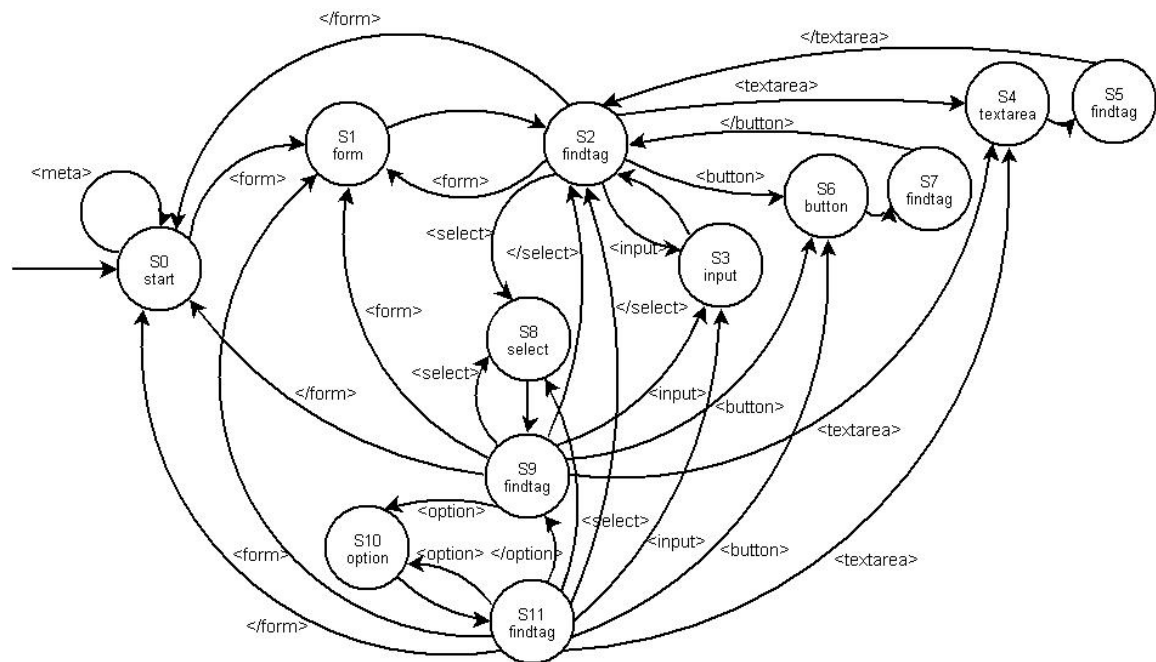 </form>
</textarea>
<textarea>
S4
textarea
S5
findtag
S1
form
S2
findtag
</button>
<meta>
<form>
<form>
<button>
S6
button
S7
findtag
<select>
</select>
<input>
S0
start
S3
input
<form>
</select>
S8
select
<select>
</form>
<input>
<button>
<textarea>
S9
findtag
<option>
<select>
S10
option
<option>
</option>
<form>
<input>
<button>
<textarea>
S11
findtag
</form>